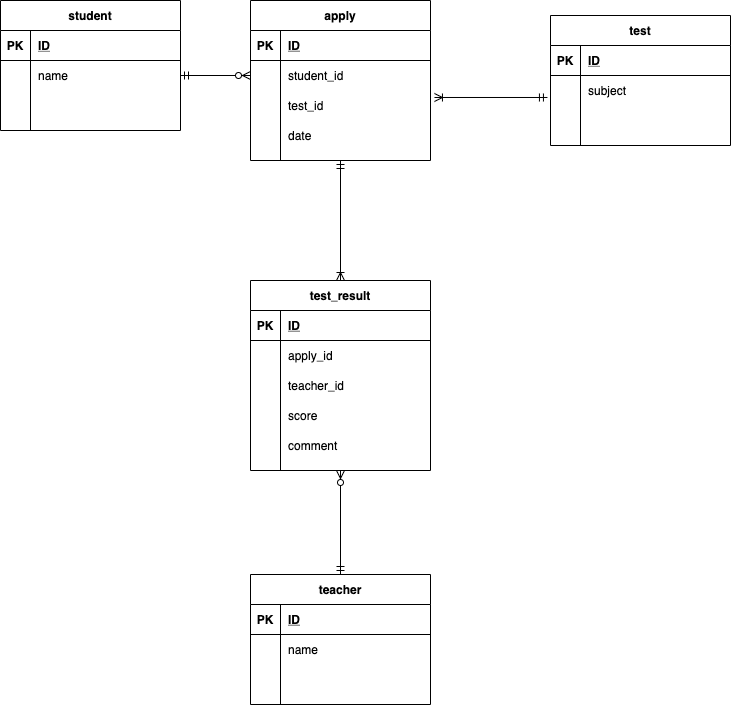 student
PK ID
name
apply
PK ID
student_id
test_id
date
test
PK ID
subject
test_result
PK ID
apply_id
teacher_id
score
comment
teacher
PK ID
name